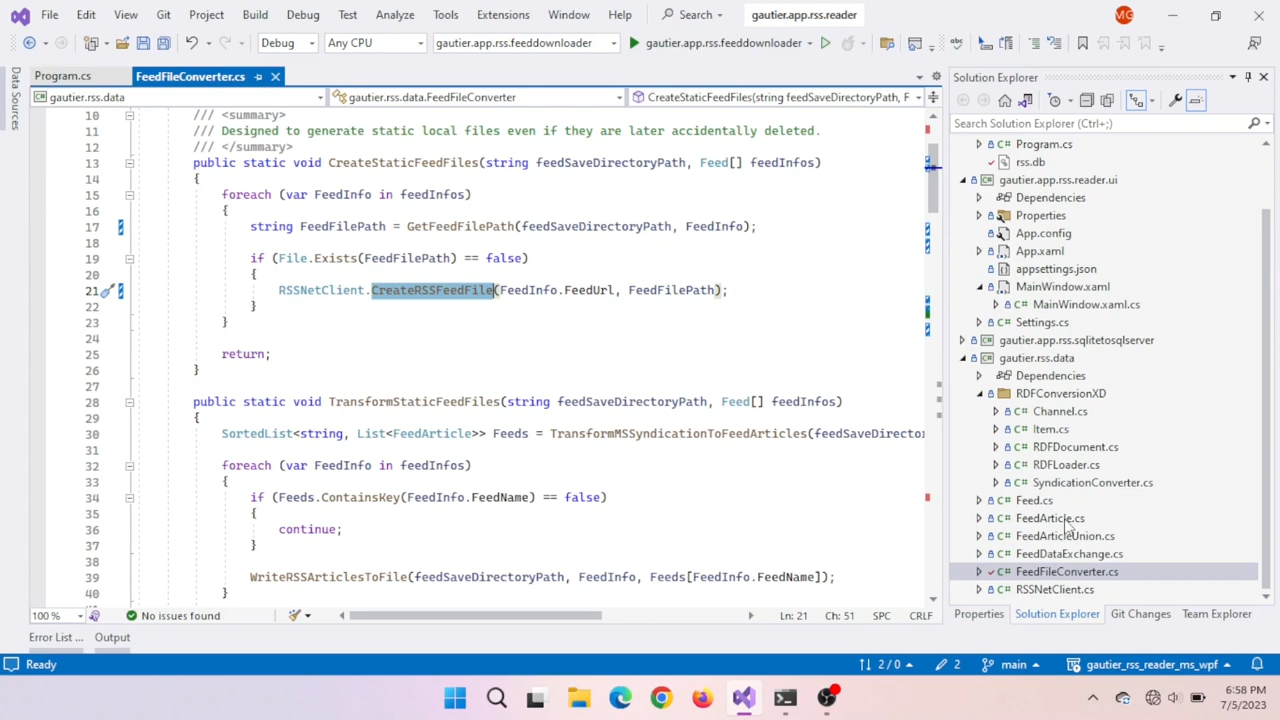 File Edit View Git Project Build Debug Test Analyze Tools Extensions Window Help Search gautier.app.rss.reader MG
Debug Any CPU gautier.app.rss.feeddownloader gautier.app.rss.feeddownloader
Data Sources
Program.cs FeedFileConverter.cs
gautier.rss.data gautier.rss.data.FeedFileConverter CreateStaticFeedFiles(string feedSaveDirectoryPath, F
10 /// <summary>
11 /// Designed to generate static local files even if they are later accidentally deleted.
12 /// </summary>
13 public static void CreateStaticFeedFiles(string feedSaveDirectoryPath, Feed[] feedInfos)
14 {
15 foreach (var FeedInfo in feedInfos)
16 {
17 string FeedFilePath = GetFeedFilePath(feedSaveDirectoryPath, FeedInfo);
18
19 if (File.Exists(FeedFilePath) == false)
20 {
21 RSSNetClient.CreateRSSFeedFile(FeedInfo.FeedUrl, FeedFilePath);
22 }
23 }
24
25 return;
26 }
27
28 public static void TransformStaticFeedFiles(string feedSaveDirectoryPath, Feed[] feedInfos)
29 {
30 SortedList<string, List<FeedArticle>> Feeds = TransformMSSyndicationToFeedArticles(feedSaveDirecto
31
32 foreach (var FeedInfo in feedInfos)
33 {
34 if (Feeds.ContainsKey(FeedInfo.FeedName) == false)
35 {
36 continue;
37 }
38
39 WriteRSSArticlesToFile(feedSaveDirectoryPath, FeedInfo, Feeds[FeedInfo.FeedName]);
40 }
100 % No issues found Ln: 21 Ch: 51 SPC CRLF
Solution Explorer
Search Solution Explorer (Ctrl+;)
C# Program.cs
rss.db
gautier.app.rss.reader.ui
Dependencies
Properties
App.config
App.xaml
appsettings.json
MainWindow.xaml
C# MainWindow.xaml.cs
C# Settings.cs
gautier.app.rss.sqlitetosqlserver
gautier.rss.data
Dependencies
RDFConversionXD
C# Channel.cs
C# Item.cs
C# RDFDocument.cs
C# RDFLoader.cs
C# SyndicationConverter.cs
C# Feed.cs
C# FeedArticle.cs
C# FeedArticleUnion.cs
C# FeedDataExchange.cs
C# FeedFileConverter.cs
C# RSSNetClient.cs
Properties Solution Explorer Git Changes Team Explorer
Error List ... Output
Ready 2 / 0 2 main gautier_rss_reader_ms_wpf
6:58 PM
7/5/2023